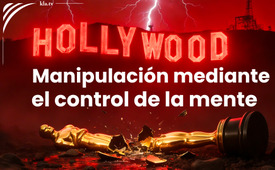 kla.tv
HOLLYWOOD
Manipulación mediante
el control de la mente